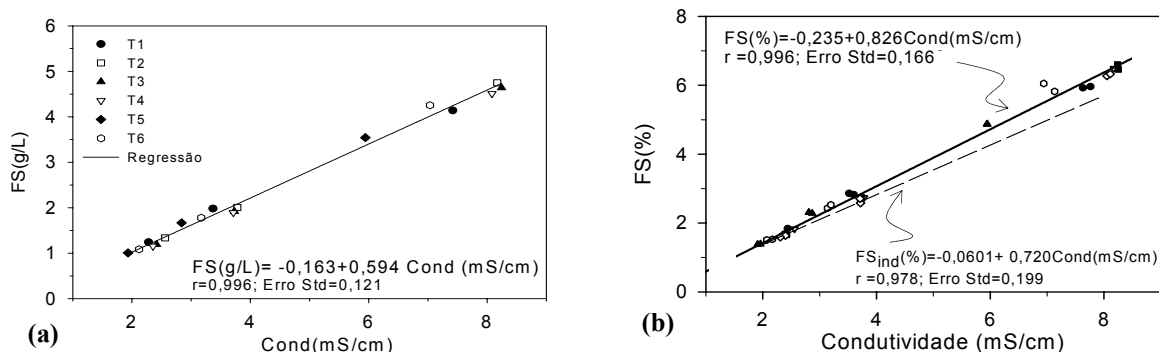 6
5
4
3
2
1
0
FS(g/L)
T1
T2
T3
T4
T5
T6
Regressão
FS(g/L)= -0,163+0,594 Cond (mS/cm)
r=0,996; Erro Std=0,121
2
4
6
8
Cond(mS/cm)
(a)
8
6
4
2
0
FS(%)
FS(%)=-0,235+0,826Cond(mS/cm)
r =0,996; Erro Std=0,166
FSind(%)=-0,0601+ 0,720Cond(mS/cm)
r=0,978; Erro Std=0,199
2
4
6
8
Condutividade (mS/cm)
(b)